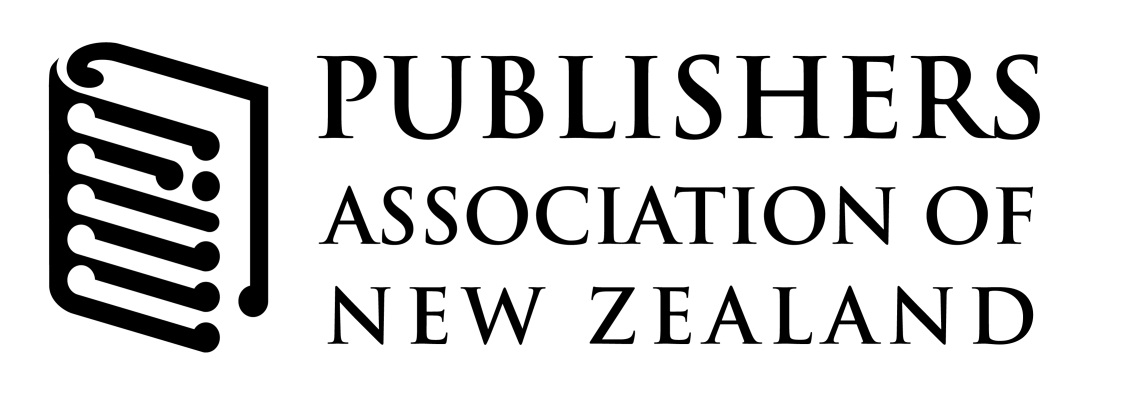 PUBLISHERS
ASSOCIATION OF
NEW ZEALAND